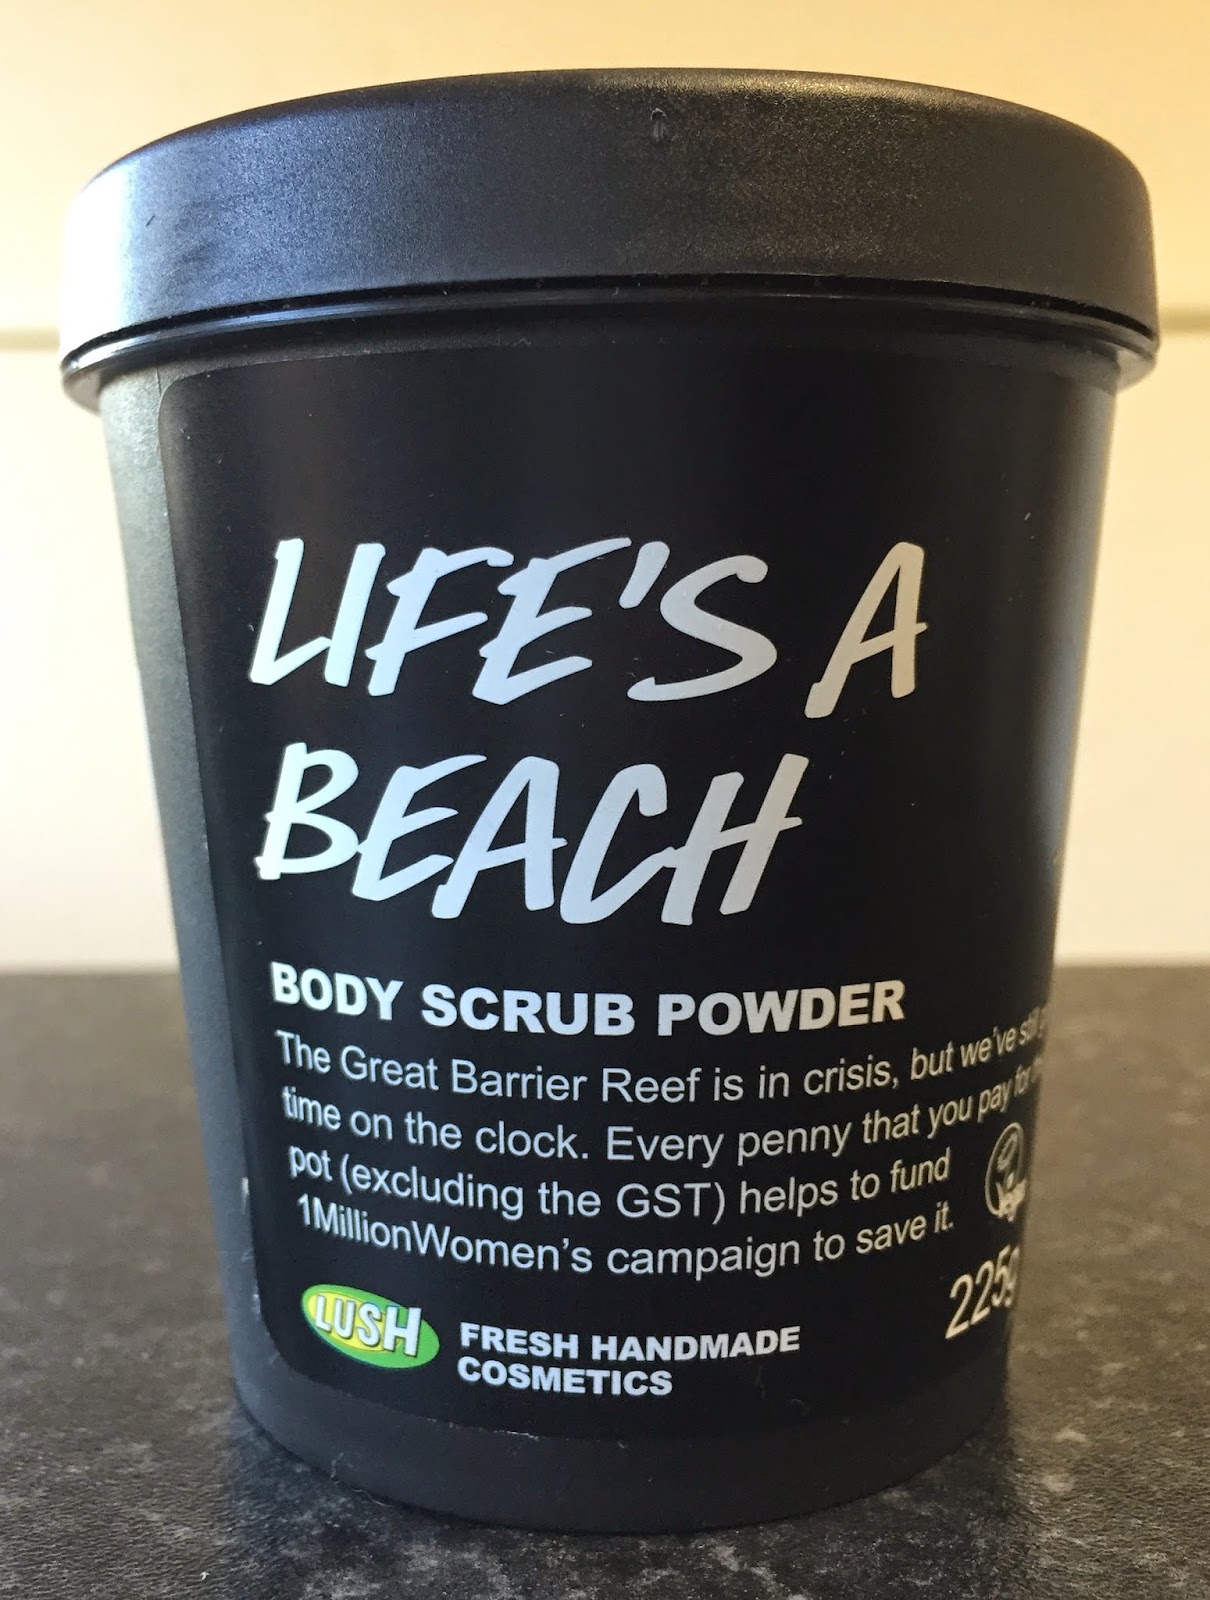 LIFE'S A
BEACH
BODY SCRUB POWDER
The Great Barrier Reef is in crisis, but we've still
time on the clock. Every penny that you pay for
pot (excluding the GST) helps to fund
1MillionWomen's campaign to save it.
Vegan
225g
LUSH
FRESH HANDMADE
COSMETICS